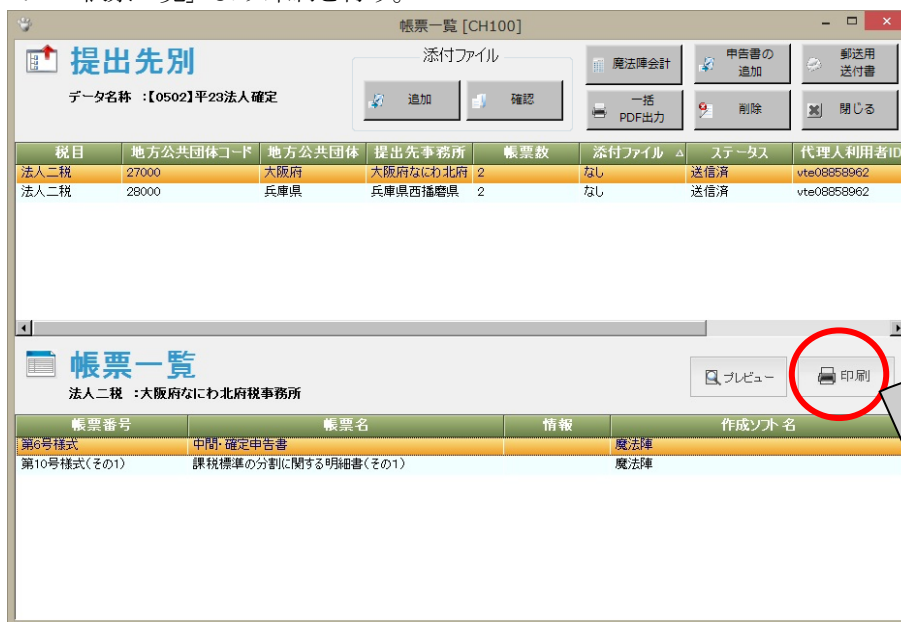 帳票一覧 [CH100]
提出先別
データ名称 :【0502】平23法人確定
添付ファイル
追加
確認
魔法陣会計
申告書の
追加
郵送用
送付書
一括
PDF出力
削除
閉じる
税目 地方公共団体コード 地方公共団体 提出先事務所 帳票数 添付ファイル △ ステータス 代理人利用者ID
法人二税 27000 大阪府 大阪府なにわ北府 2 なし 送信済 vte08858962
法人二税 28000 兵庫県 兵庫県西播磨県 2 なし 送信済 vte08858962
帳票一覧
法人二税 :大阪府なにわ北府税事務所
プレビュー
印刷
帳票番号 帳票名 情報 作成ソフト名
第6号様式 中間・確定申告書 魔法陣
第10号様式(その1) 課税標準の分割に関する明細書(その1) 魔法陣